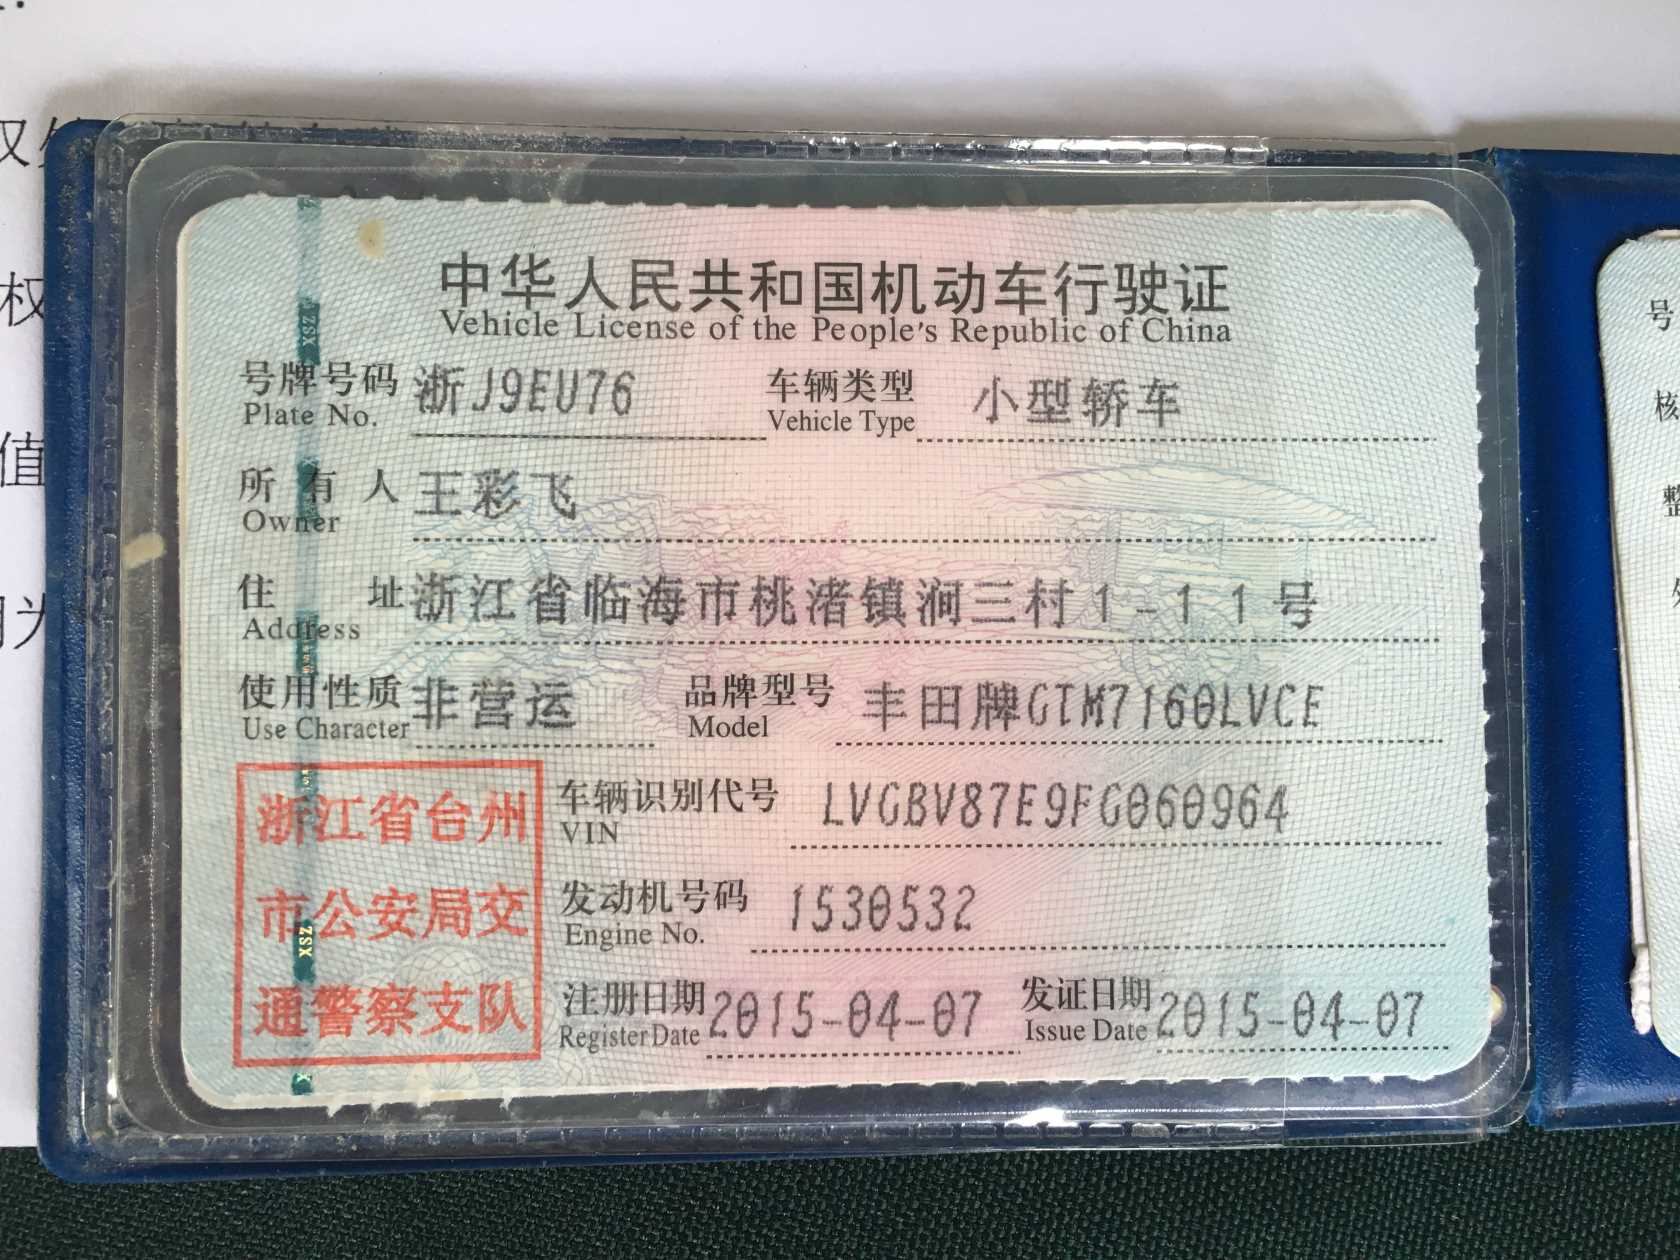 中华人民共和国机动车行驶证
Vehicle License of the People's Republic of China
号牌号码 浙J9EU76 车辆类型 小型轿车
Plate No. Vehicle Type
所有人 王彩飞
Owner
住址 浙江省临海市桃渚镇涧三村1-11号
Address
使用性质 非营运 品牌型号 丰田牌GTM7160LVCE
Use Character Model
车辆识别代号 LVGBV87E9FG060964
VIN
发动机号码 1530532
Engine No.
注册日期 2015-04-07 发证日期 2015-04-07
Register Date Issue Date
浙江省台州
市公安局交
通警察支队
XSZ
XSZ
权
值
号
核
整